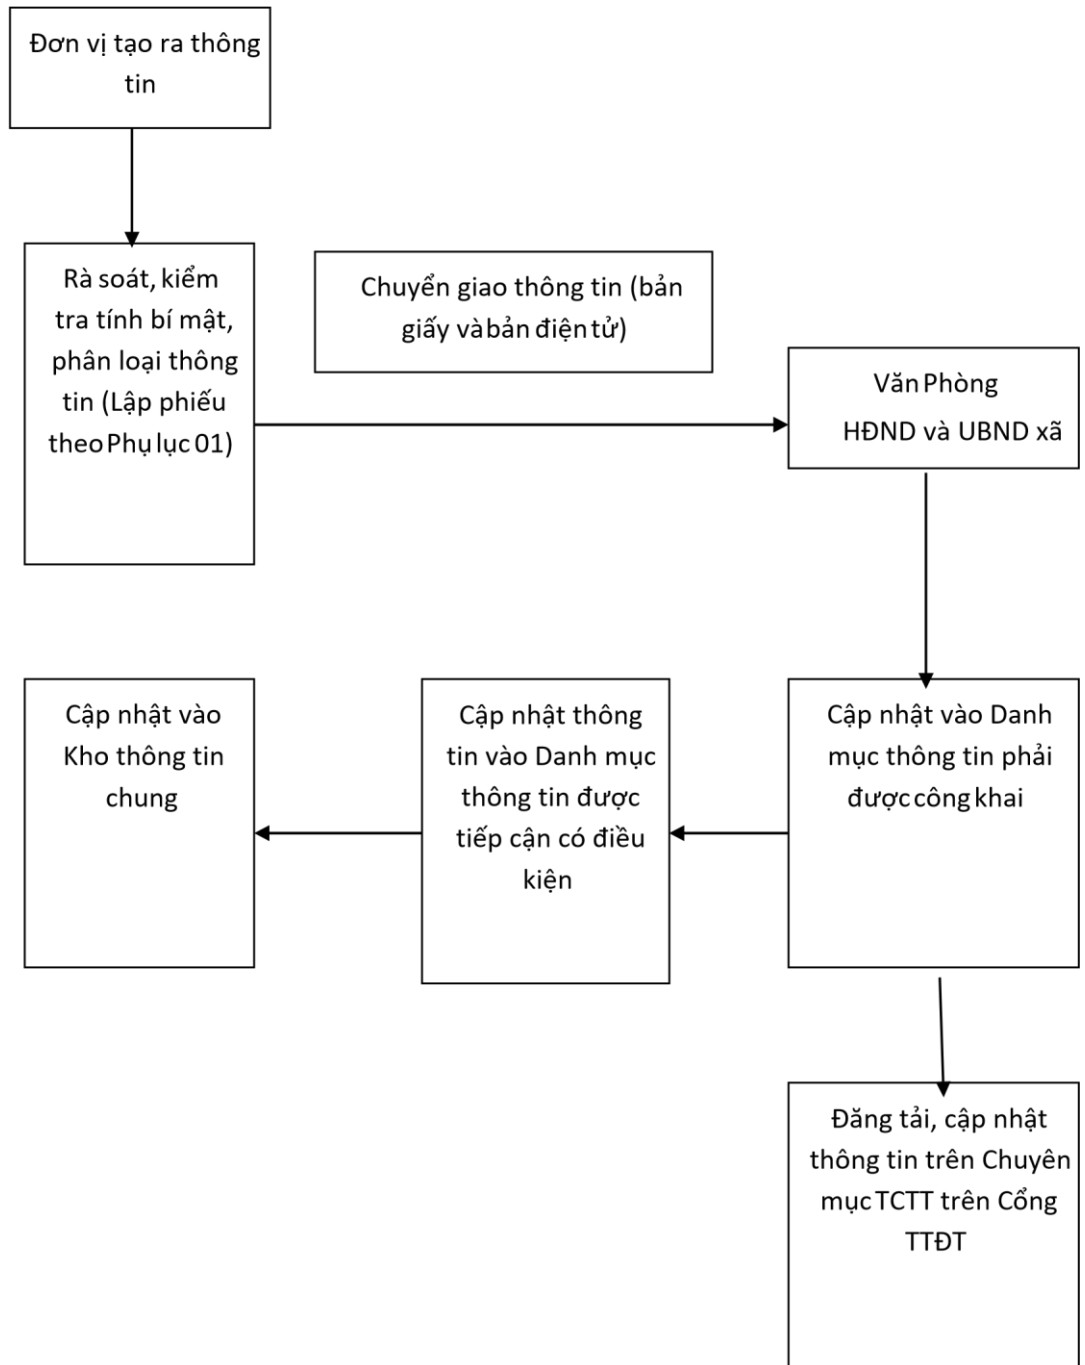 Đơn vị tạo ra thông
tin
Rà soát, kiểm
tra tính bí mật,
phân loại thông
tin (Lập phiếu
theo Phụ lục 01)
Chuyển giao thông tin (bản
giấy và bản điện tử)
Văn Phòng
HĐND và UBND xã
Cập nhật vào
Kho thông tin
chung
Cập nhật thông
tin vào Danh mục
thông tin được
tiếp cận có điều
kiện
Cập nhật vào Danh
mục thông tin phải
được công khai
Đăng tải, cập nhật
thông tin trên Chuyên
mục TCTT trên Cổng
TTĐT